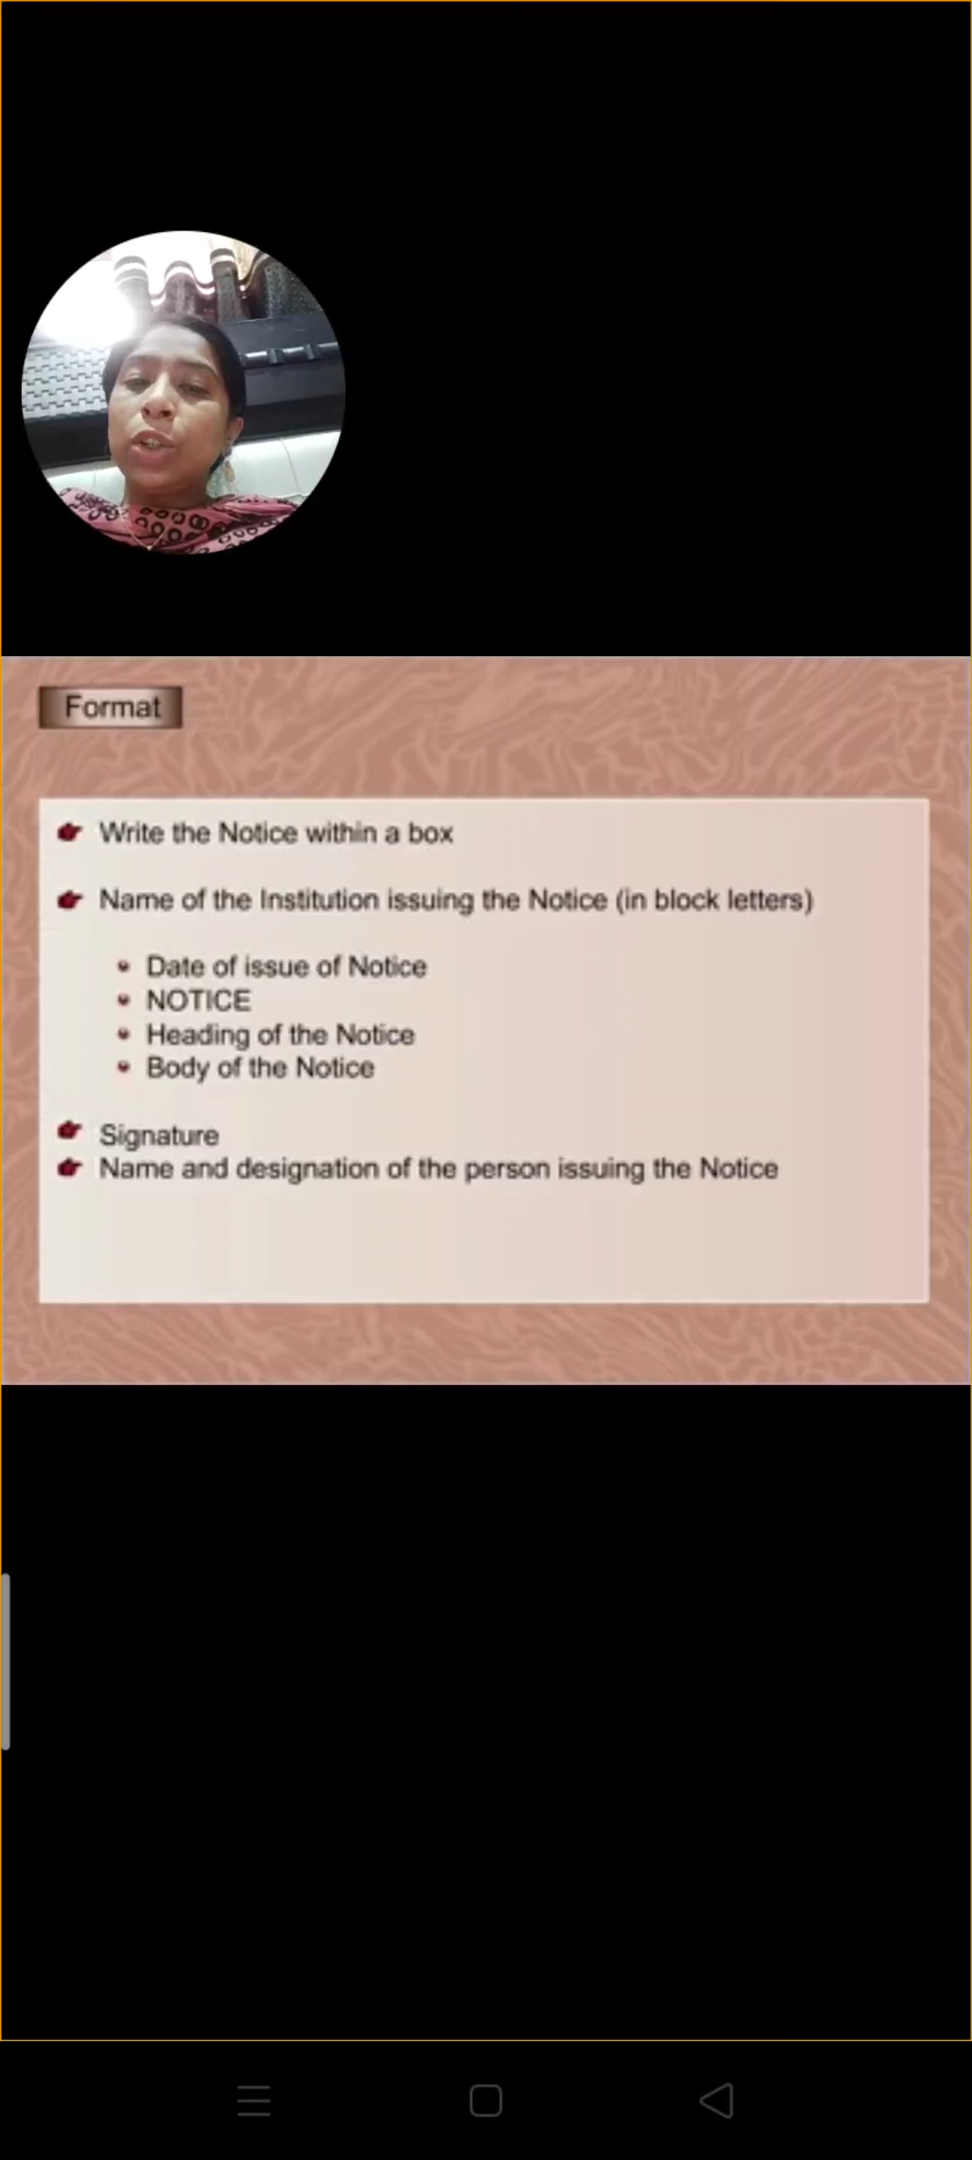 Format
Write the Notice within a box
Name of the Institution issuing the Notice (in block letters)
Date of issue of Notice
NOTICE
Heading of the Notice
Body of the Notice
Signature
Name and designation of the person issuing the Notice